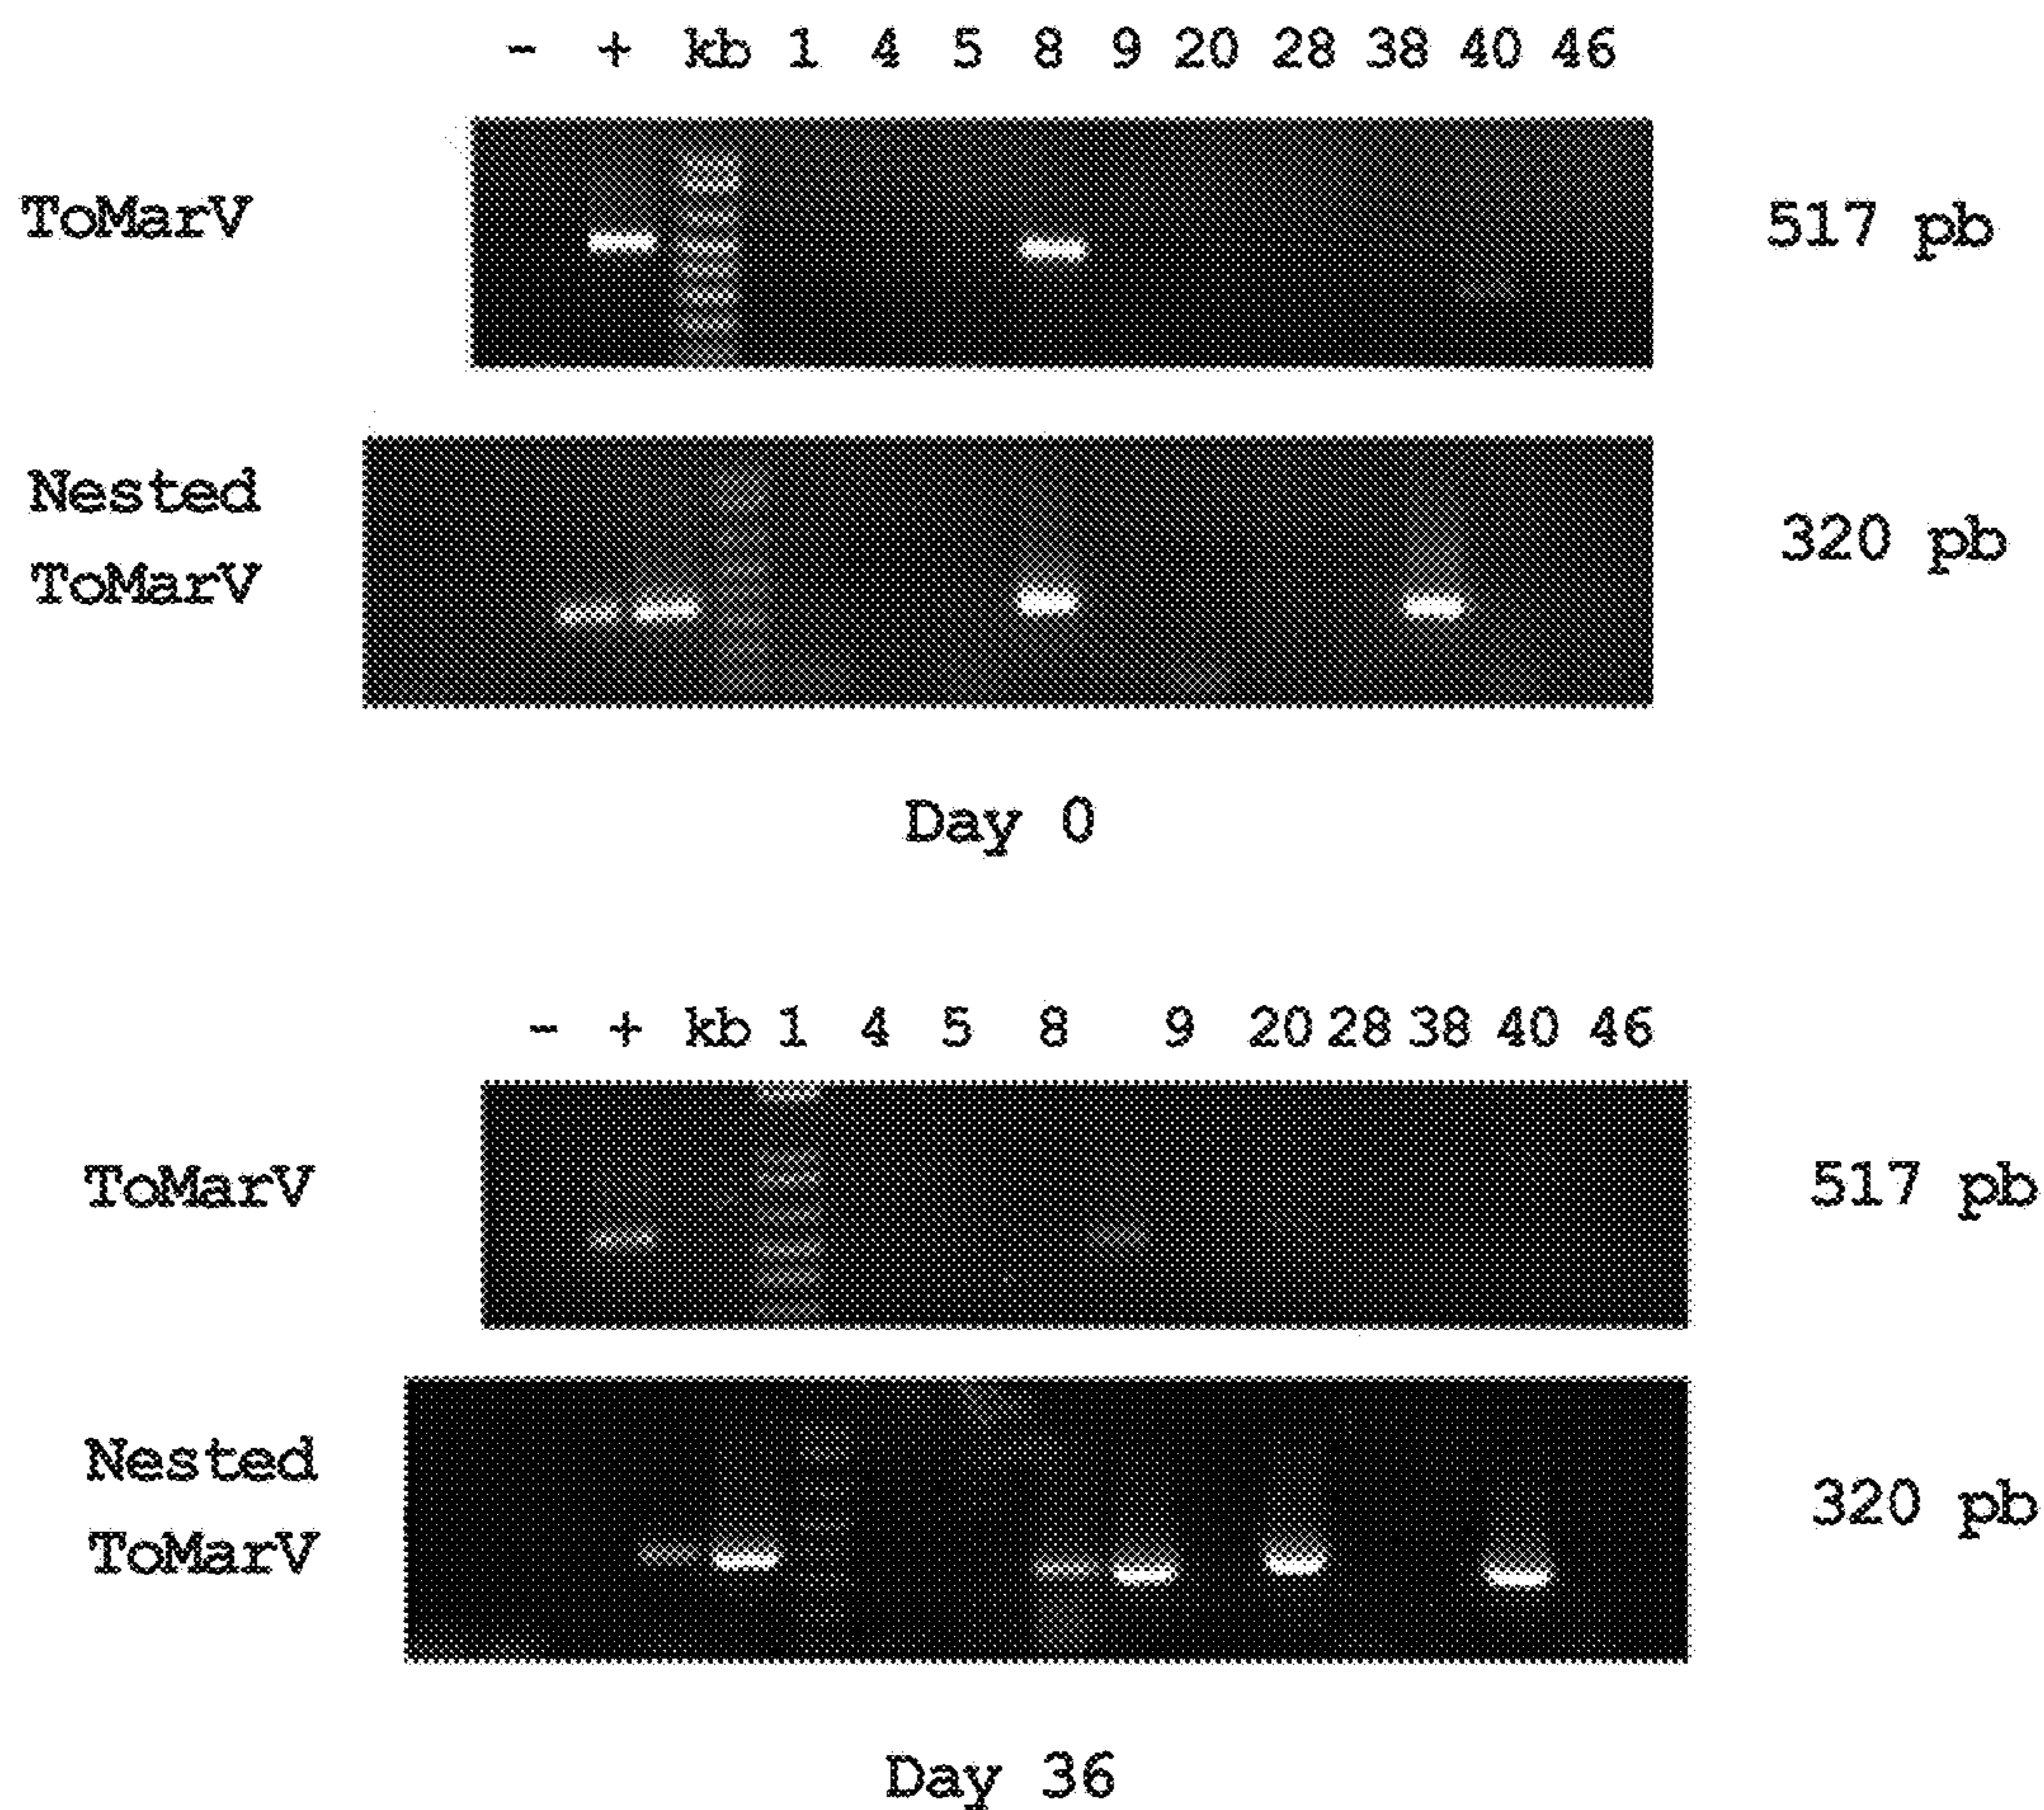 - + kb 1 4 5 8 9 20 28 38 40 46
ToMarV 517 pb
Nested
ToMarV
320 pb
Day 0
- + kb 1 4 5 8 9 20 28 38 40 46
ToMarV 517 pb
Nested
ToMarV
320 pb
Day 36